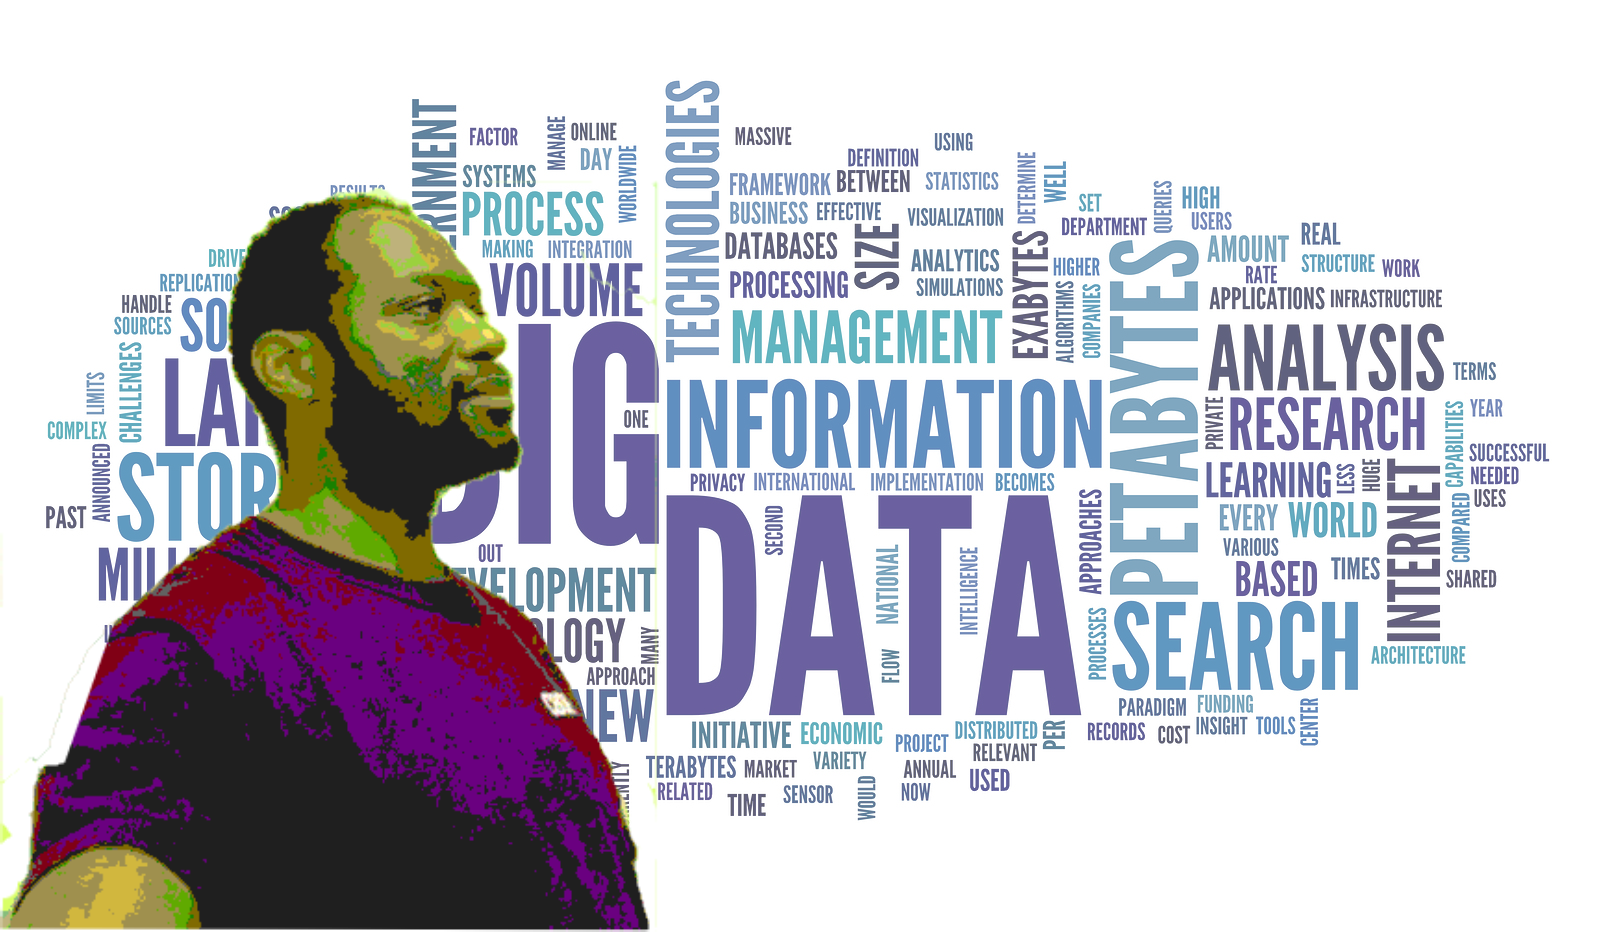 TECHNOLOGIES
MASSIVE
FACTOR
MANAGE
ONLINE
DAY
WORLDWIDE
USING
DEFINITION
SYSTEMS
FRAMEWORK
BETWEEN
STATISTICS
DETERMINE
WELL
PROCESS
BUSINESS
EFFECTIVE
VISUALIZATION
SET
QUERIES
HIGH
DEPARTMENT
USERS
MAKING
INTEGRATION
DATABASES
SIZE
ANALYTICS
EXABYTES
HIGHER
AMOUNT
REAL
RATE
STRUCTURE
WORK
REPLICATION
VOLUME
PROCESSING
SIMULATIONS
ALGORITHMS
COMPANIES
PETABYTES
APPLICATIONS
INFRASTRUCTURE
HANDLE
SOURCES
MANAGEMENT
ANALYSIS
CHALLENGES
LIMITS
TERMS
COMPLEX
ONE
INFORMATION
PRIVATE
RESEARCH
CAPABILITIES
YEAR
ANNOUNCED
PRIVACY
INTERNATIONAL
IMPLEMENTATION
BECOMES
LEARNING
LESS
HUGE
INTERNET
SUCCESSFUL
NEEDED
USES
PAST
BIG
DATA
SECOND
NATIONAL
INTELLIGENCE
FLOW
APPROACHES
EVERY
WORLD
VARIOUS
COMPARED
OUT
BASED
TIMES
SHARED
EVELOPMENT
OLOGY
MANY
PROCESSES
SEARCH
ARCHITECTURE
APPROACH
NEW
INITIATIVE
ECONOMIC
PROJECT
DISTRIBUTED
PER
RECORDS
PARADIGM
FUNDING
COST
INSIGHT
TOOLS
CENTER
RELEVANT
TERABYTES
MARKET
VARIETY
ANNUAL
USED
RELATED
TIME
SENSOR
WOULD
NOW